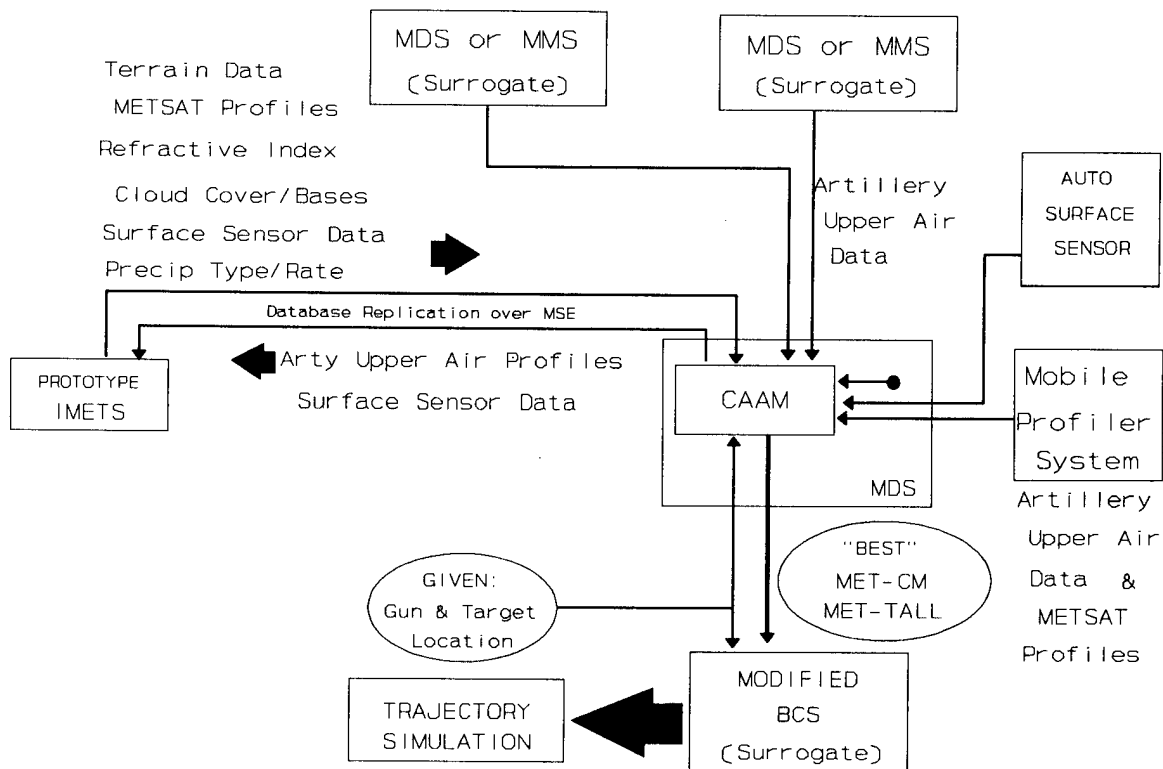 MDS or MMS
(Surrogate)
MDS or MMS
(Surrogate)
Terrain Data
METSAT Profiles
Refractive Index
Cloud Cover/Bases
Surface Sensor Data
Precip Type/Rate
Artillery
Upper Air
Data
AUTO
SURFACE
SENSOR
Database Replication over MSE
Arty Upper Air Profiles
Surface Sensor Data
PROTOTYPE
IMETS
CAAM
MDS
Mobile
Profiler
System
Artillery
Upper Air
Data &
METSAT
Profiles
"BEST"
MET-CM
MET-TALL
GIVEN:
Gun & Target
Location
MODIFIED
BCS
(Surrogate)
TRAJECTORY
SIMULATION